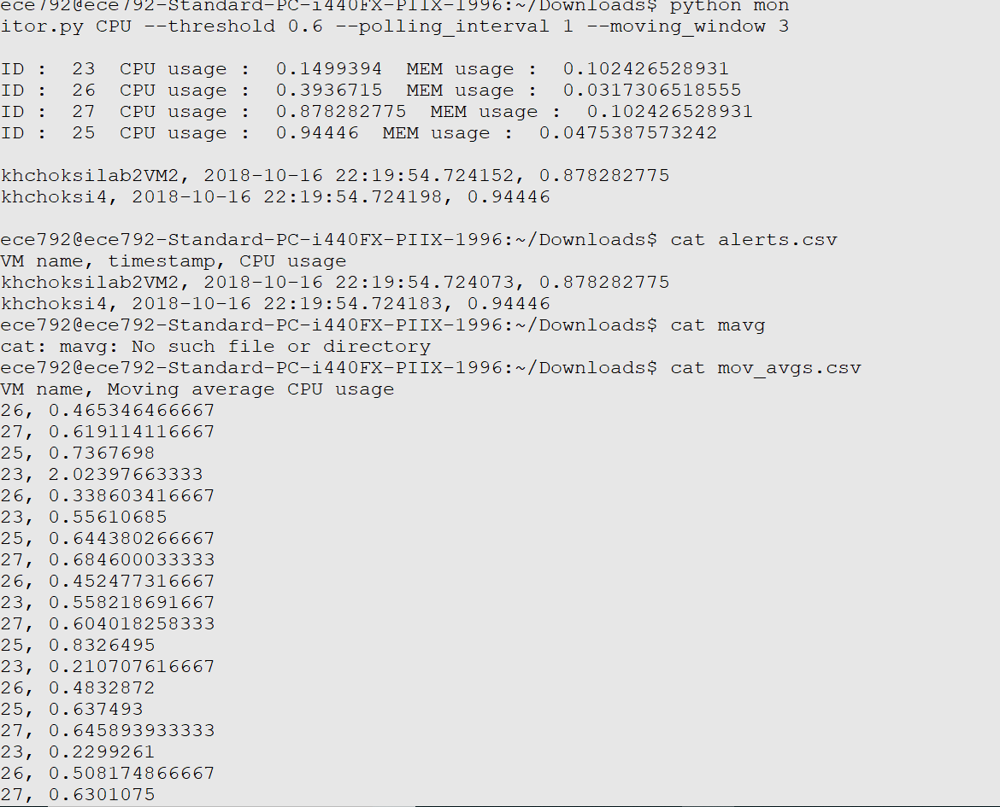 ece792@ece792-Standard-PC-i440FX-PIIX-1996:~/Downloads$ python mon
itor.py CPU --threshold 0.6 --polling_interval 1 --moving_window 3
ID :  23  CPU usage :  0.1499394  MEM usage :  0.102426528931
ID :  26  CPU usage :  0.3936715  MEM usage :  0.0317306518555
ID :  27  CPU usage :  0.878282775  MEM usage :  0.102426528931
ID :  25  CPU usage :  0.94446  MEM usage :  0.0475387573242
khchoksilab2VM2, 2018-10-16 22:19:54.724152, 0.878282775
khchoksi4, 2018-10-16 22:19:54.724198, 0.94446
ece792@ece792-Standard-PC-i440FX-PIIX-1996:~/Downloads$ cat alerts.csv
VM name, timestamp, CPU usage
khchoksilab2VM2, 2018-10-16 22:19:54.724073, 0.878282775
khchoksi4, 2018-10-16 22:19:54.724183, 0.94446
ece792@ece792-Standard-PC-i440FX-PIIX-1996:~/Downloads$ cat mavg
cat: mavg: No such file or directory
ece792@ece792-Standard-PC-i440FX-PIIX-1996:~/Downloads$ cat mov_avgs.csv
VM name, Moving average CPU usage
26, 0.465346466667
27, 0.619114116667
25, 0.7367698
23, 2.02397663333
26, 0.338603416667
23, 0.55610685
25, 0.644380266667
27, 0.684600033333
26, 0.452477316667
23, 0.558218691667
27, 0.604018258333
25, 0.8326495
23, 0.210707616667
26, 0.4832872
25, 0.637493
27, 0.645893933333
23, 0.2299261
26, 0.508174866667
27, 0.6301075